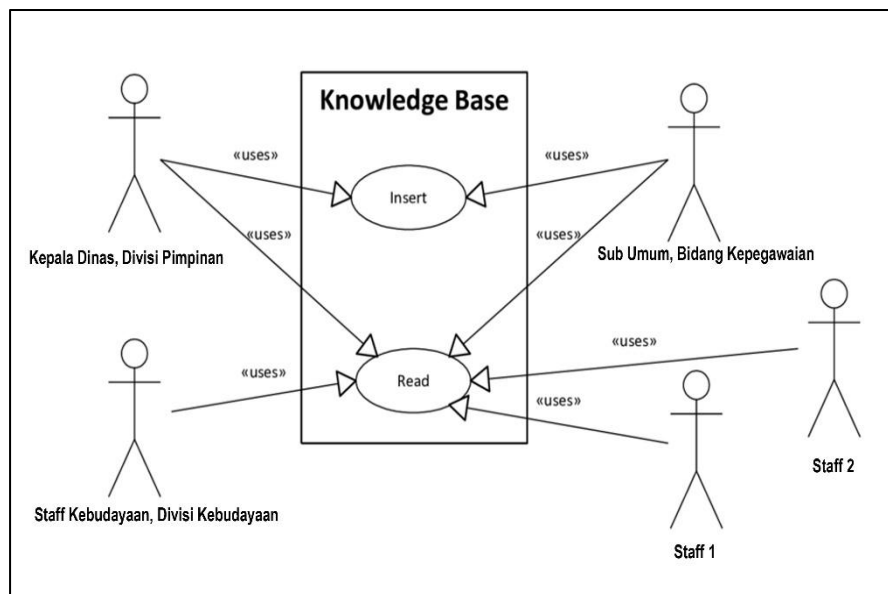 Knowledge Base
«uses»
«uses»
Insert
«uses»
«uses»
Kepala Dinas, Divisi Pimpinan
Sub Umum, Bidang Kepegawaian
«uses»
«uses»
Read
«uses»
Staff 2
Staff Kebudayaan, Divisi Kebudayaan
Staff 1